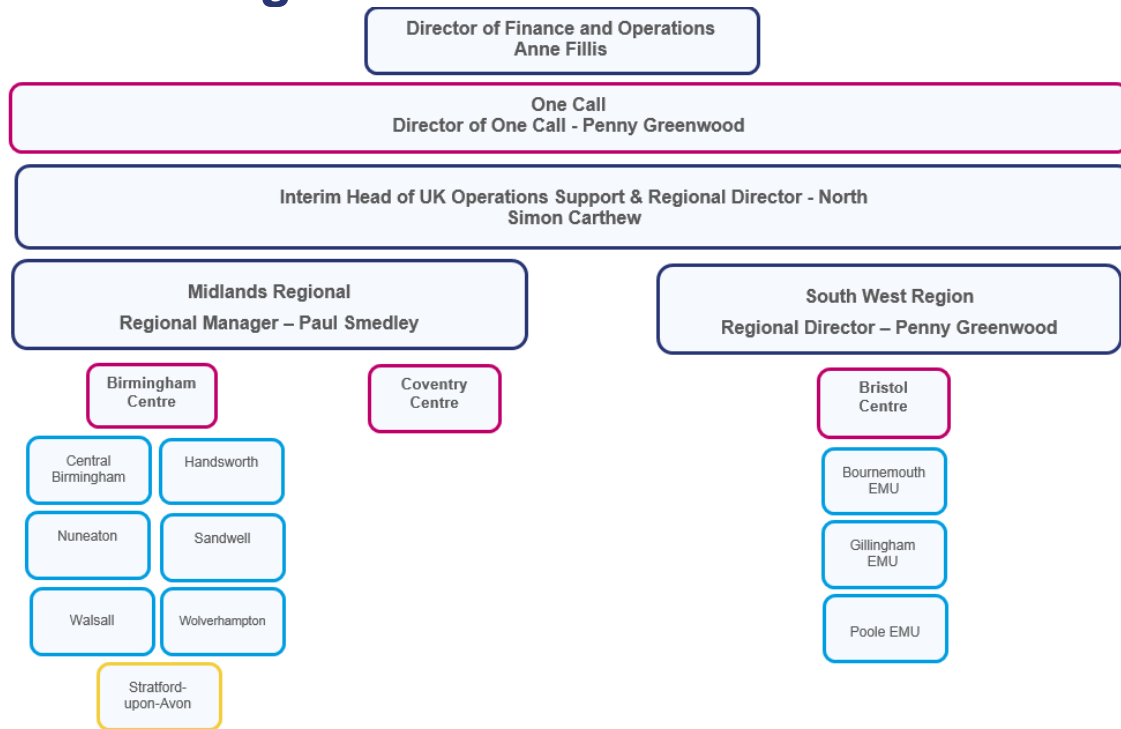 Director of Finance and Operations
Anne Fillis
One Call
Director of One Call - Penny Greenwood
Interim Head of UK Operations Support & Regional Director - North
Simon Carthew
Midlands Regional
Regional Manager – Paul Smedley
South West Region
Regional Director – Penny Greenwood
Birmingham
Centre
Coventry
Centre
Bristol
Centre
Central
Birmingham
Handsworth
Nuneaton
Sandwell
Walsall
Wolverhampton
Stratford-
upon-Avon
Bournemouth
EMU
Gillingham
EMU
Poole EMU